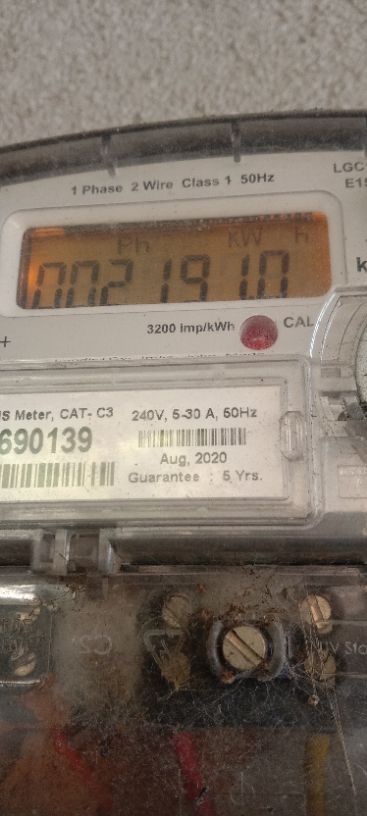 LGC
1 Phase 2 Wire Class 1 50Hz
Ph kW h
0021910
3200 imp/kWh CAL
+
S Meter, CAT- C3 240V, 5-30 A, 50Hz
690139
Aug, 2020
Guarantee : 5 Yrs.